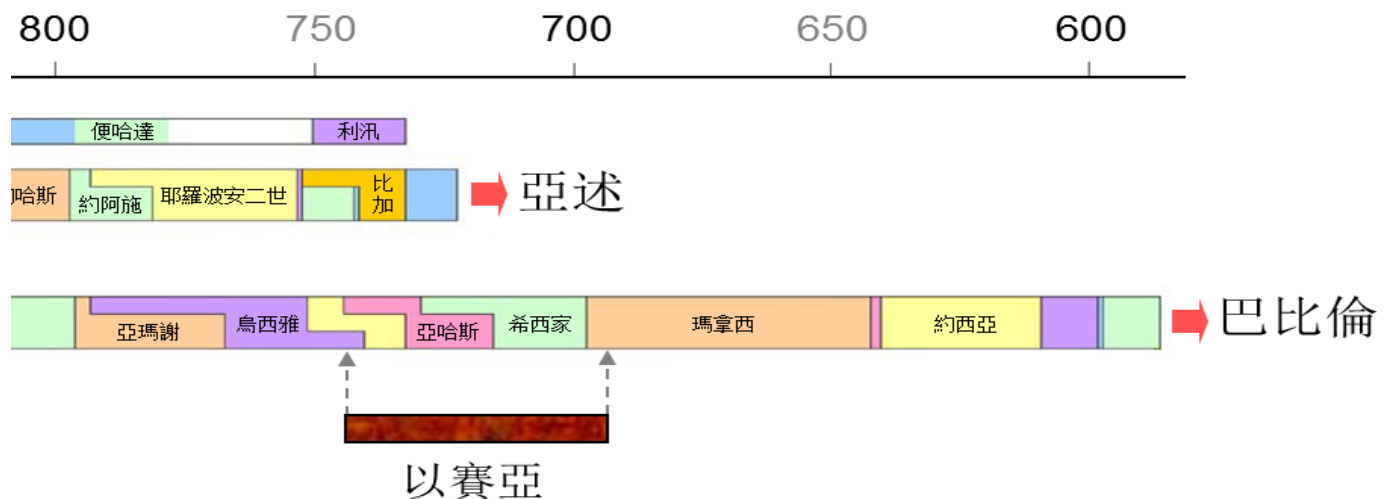 800 750 700 650 600
便哈達 利汛
哈斯 約阿施 耶羅波安二世 比加 亞述
亞瑪謝 烏西雅 亞哈斯 希西家 瑪拿西 約西亞 巴比倫
以賽亞